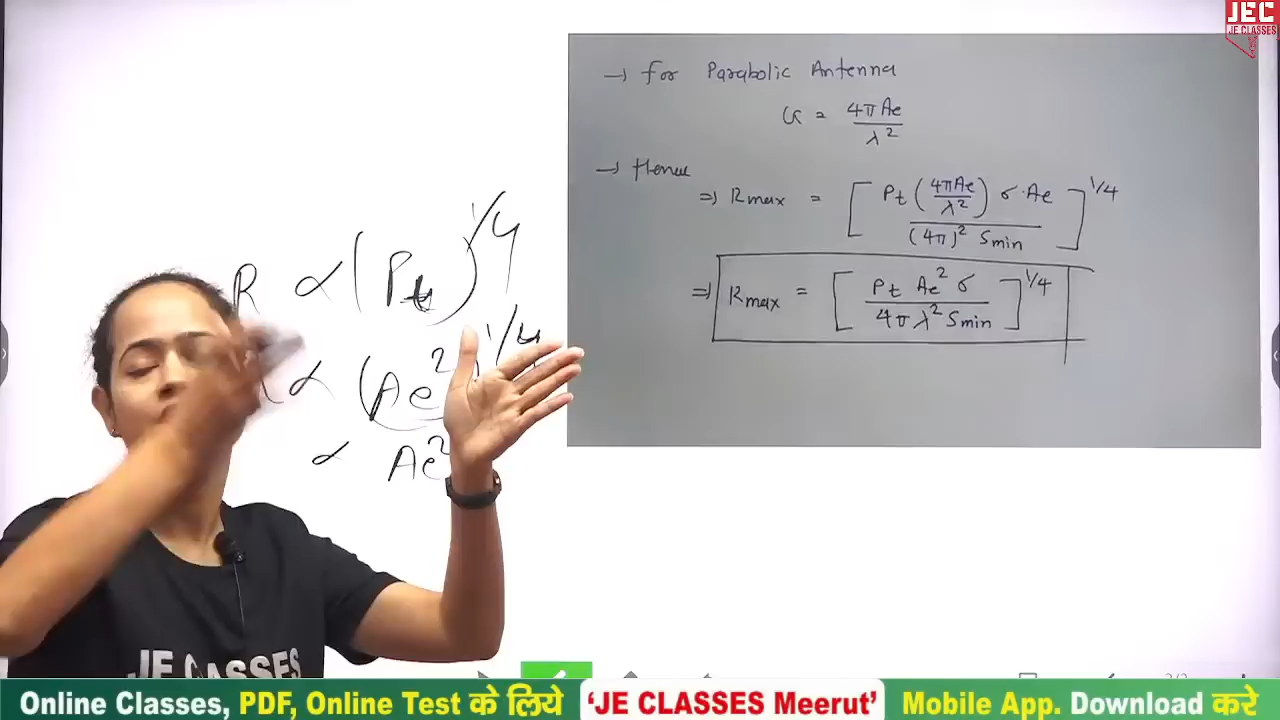 JEC
JE CLASSES
→ for Parabolic Antenna
G = 4πAe / λ²
→ Hence
⇒ Rmax = [ Pt (4πAe / λ²) σ·Ae / (4π)² Smin ]^1/4
⇒ Rmax = [ Pt Ae² σ / 4π λ² Smin ]^1/4
R ∝ (Pt)^1/4
∝ (Ae²)^1/4
∝ Ae²
JE CLASSES
Online Classes, PDF, Online Test के लिये 'JE CLASSES Meerut' Mobile App. Download करे